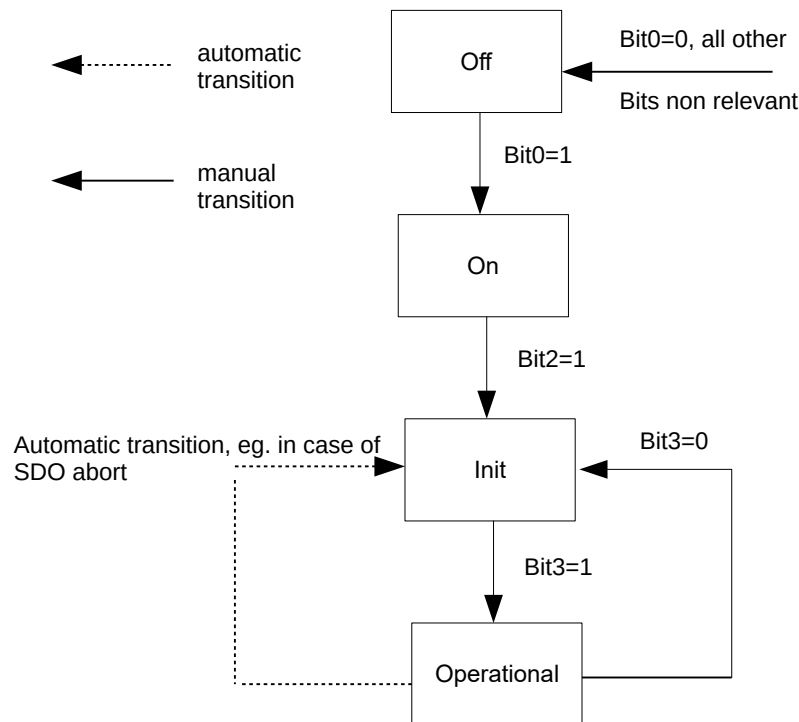 automatic
transition
Off
Bit0=0, all other
Bits non relevant
manual
transition
Bit0=1
On
Bit2=1
Automatic transition, eg. in case of
SDO abort
Init
Bit3=0
Bit3=1
Operational